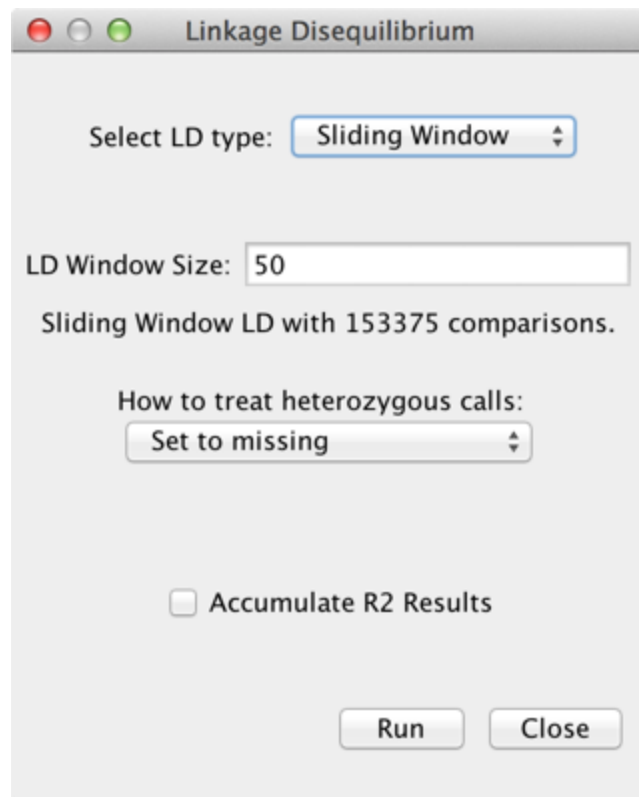 Linkage Disequilibrium
Select LD type: Sliding Window
LD Window Size: 50
Sliding Window LD with 153375 comparisons.
How to treat heterozygous calls:
Set to missing
Accumulate R2 Results
Run Close